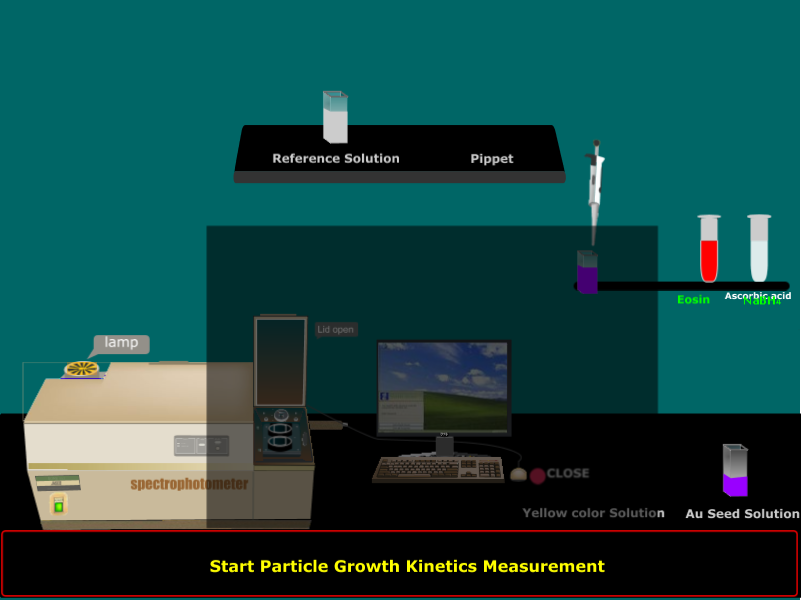 Reference Solution
Pippet
Eosin
Ascorbic acid
NaBH4
Lid open
lamp
spectrophotometer
CLOSE
Yellow color Solution
Au Seed Solution
Start Particle Growth Kinetics Measurement